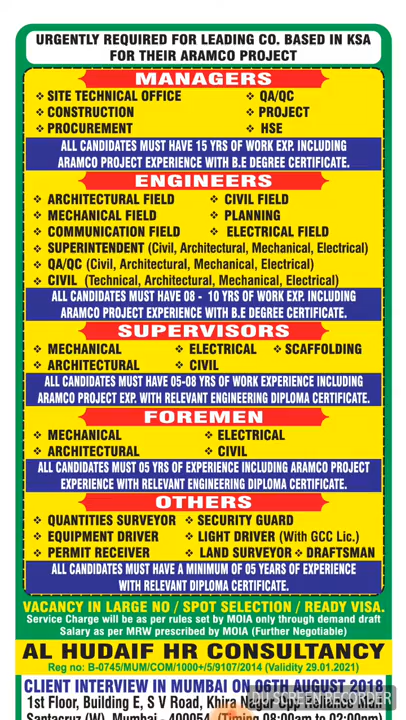 URGENTLY REQUIRED FOR LEADING CO. BASED IN KSA
FOR THEIR ARAMCO PROJECT
MANAGERS
❖ SITE TECHNICAL OFFICE ❖ QA/QC
❖ CONSTRUCTION ❖ PROJECT
❖ PROCUREMENT ❖ HSE
ALL CANDIDATES MUST HAVE 15 YRS OF WORK EXP. INCLUDING
ARAMCO PROJECT EXPERIENCE WITH B.E DEGREE CERTIFICATE.
ENGINEERS
❖ ARCHITECTURAL FIELD ❖ CIVIL FIELD
❖ MECHANICAL FIELD ❖ PLANNING
❖ COMMUNICATION FIELD ❖ ELECTRICAL FIELD
❖ SUPERINTENDENT (Civil, Architectural, Mechanical, Electrical)
❖ QA/QC (Civil, Architectural, Mechanical, Electrical)
❖ CIVIL (Technical, Architectural, Mechanical, Electrical)
ALL CANDIDATES MUST HAVE 08 - 10 YRS OF WORK EXP. INCLUDING
ARAMCO PROJECT EXPERIENCE WITH B.E DEGREE CERTIFICATE.
SUPERVISORS
❖ MECHANICAL ❖ ELECTRICAL ❖ SCAFFOLDING
❖ ARCHITECTURAL ❖ CIVIL
ALL CANDIDATES MUST HAVE 05-08 YRS OF WORK EXPERIENCE INCLUDING
ARAMCO PROJECT EXP. WITH RELEVANT ENGINEERING DIPLOMA CERTIFICATE.
FOREMEN
❖ MECHANICAL ❖ ELECTRICAL
❖ ARCHITECTURAL ❖ CIVIL
ALL CANDIDATES MUST 05 YRS OF EXPERIENCE INCLUDING ARAMCO PROJECT
EXPERIENCE WITH RELEVANT ENGINEERING DIPLOMA CERTIFICATE.
OTHERS
❖ QUANTITIES SURVEYOR ❖ SECURITY GUARD
❖ EQUIPMENT DRIVER ❖ LIGHT DRIVER (With GCC Lic.)
❖ PERMIT RECEIVER ❖ LAND SURVEYOR ❖ DRAFTSMAN
ALL CANDIDATES MUST HAVE A MINIMUM OF 05 YEARS OF EXPERIENCE
WITH RELEVANT DIPLOMA CERTIFICATE.
VACANCY IN LARGE NO / SPOT SELECTION / READY VISA.
Service Charge will be as per rules set by MOIA only through demand draft
Salary as per MRW prescribed by MOIA (Further Negotiable)
AL HUDAIF HR CONSULTANCY
Reg no: B-0745/MUM/COM/1000+/5/9107/2014 (Validity 29.01.2021)
CLIENT INTERVIEW IN MUMBAI ON 06TH AUGUST 2018
DU SCREEN RECORDER
1st Floor, Building E, S V Road, Khira Nagar, Opp Reliance Mall
Santacruz (W), Mumbai - 400054 (Timing 08:00am to 02:00pm)